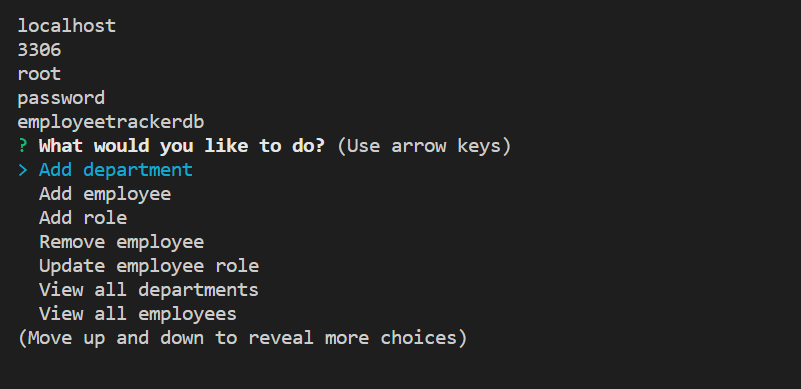 localhost
3306
root
password
employeetrackerdb
? What would you like to do? (Use arrow keys)
> Add department
Add employee
Add role
Remove employee
Update employee role
View all departments
View all employees
(Move up and down to reveal more choices)